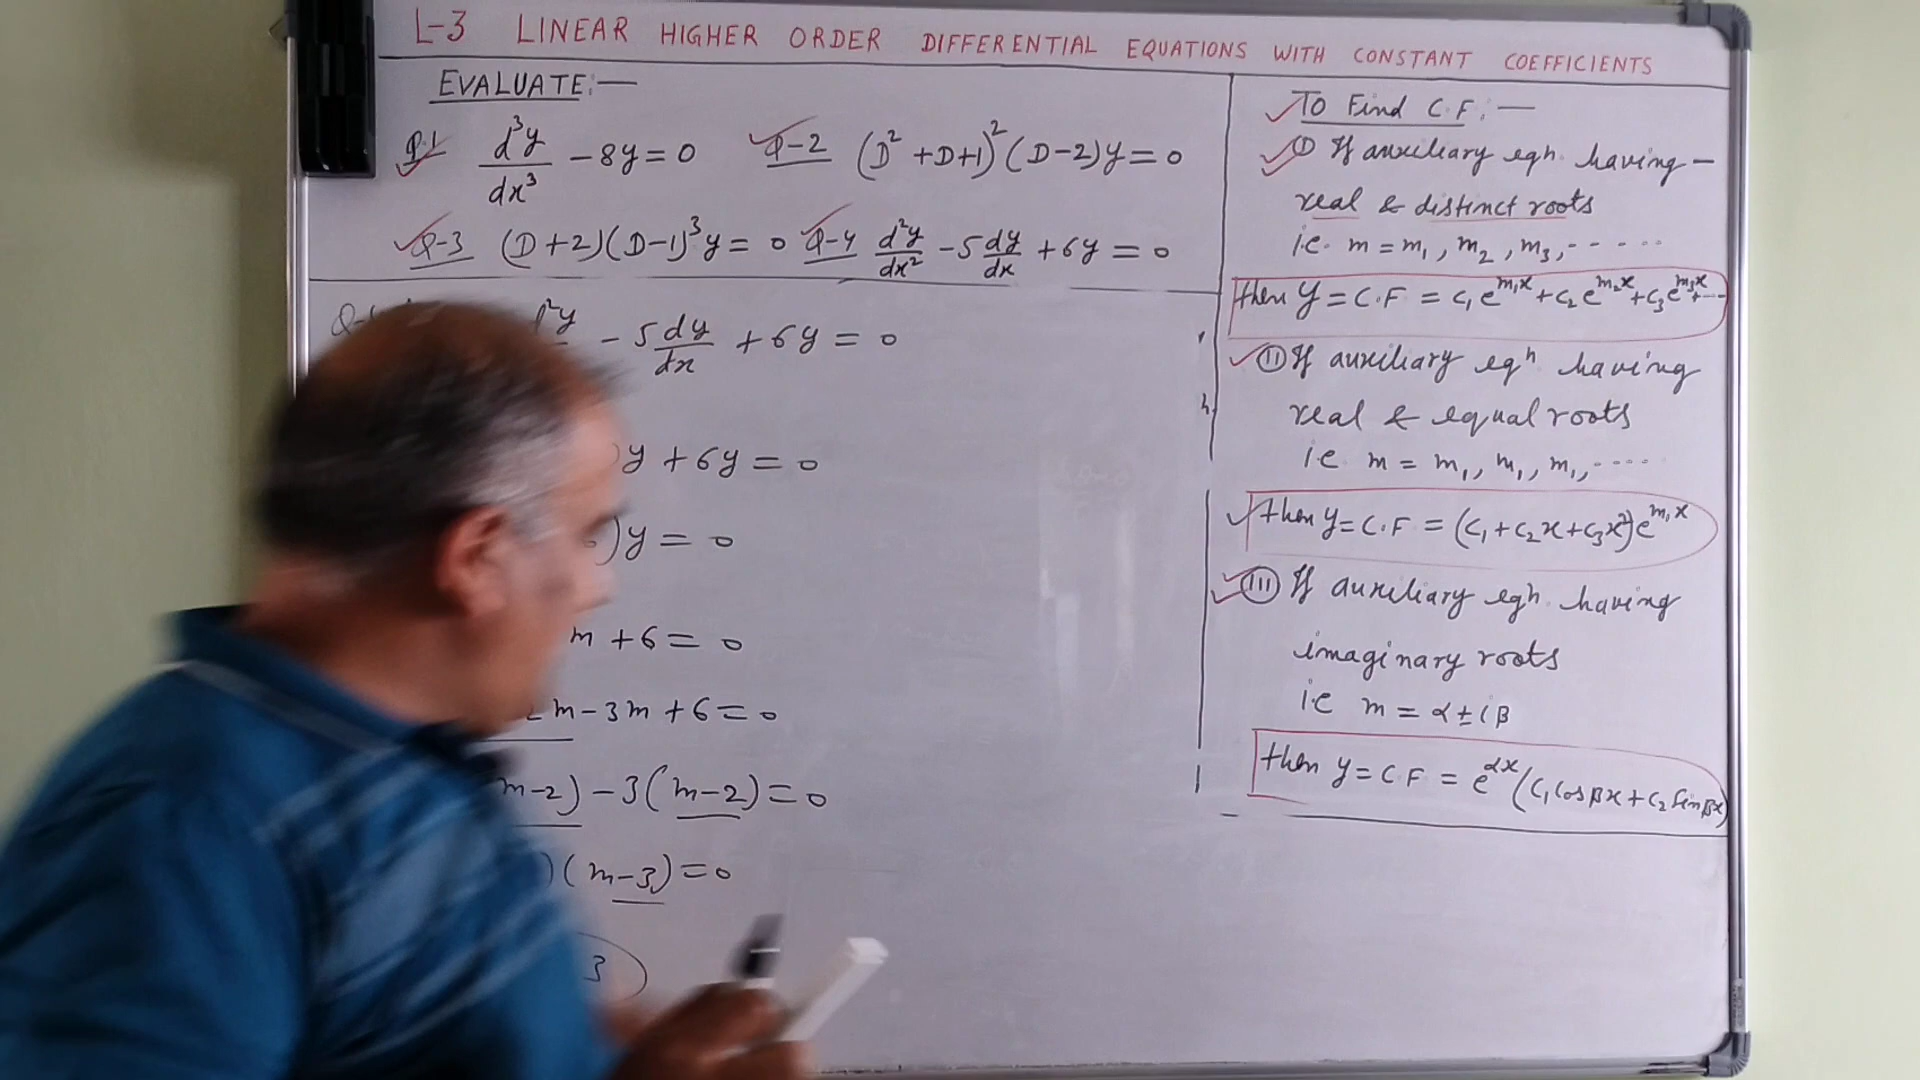 L-3 LINEAR HIGHER ORDER DIFFERENTIAL EQUATIONS WITH CONSTANT COEFFICIENTS
EVALUATE:—
Q.1 d³y/dx³ − 8y = 0 Q-2 (D² + D + 1)² (D−2)y = 0
Q-3 (D+2)(D−1)³y = 0 Q-4 d²y/dx² − 5 dy/dx + 6y = 0
− 5 dy/dx + 6y = 0
y + 6y = 0
)y = 0
m + 6 = 0
m − 3m + 6 = 0
m−2) − 3(m−2) = 0
)(m−3) = 0
3
To Find C.F.:—
(I) If auxiliary eqn. having —
real & distinct roots
i.e. m = m₁, m₂, m₃, ------
then y = C.F = c₁e^{m₁x} + c₂e^{m₂x} + c₃e^{m₃x} + ---
(II) If auxiliary eqn having
real & equal roots
i.e m = m₁, m₁, m₁, ----
then y = C.F = (c₁ + c₂x + c₃x²)e^{m₁x}
(III) If auxiliary eqn. having
imaginary roots
i.e m = α ± iβ
then y = C.F = e^{αx}(c₁ Cos βx + c₂ Sin βx)